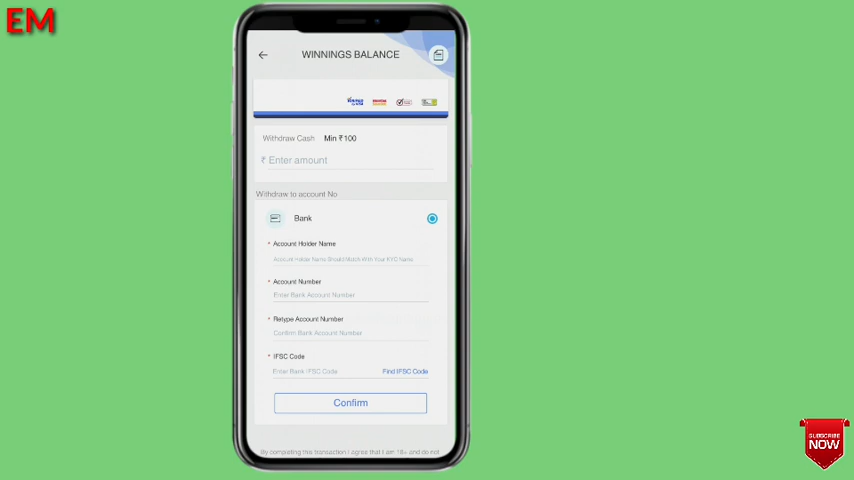 EM
WINNINGS BALANCE
Withdraw Cash Min ₹100
₹ Enter amount
Withdraw to account No
Bank
* Account Holder Name
Account Holder Name Should Match With Your KYC Name
* Account Number
Enter Bank Account Number
* Retype Account Number
Confirm Bank Account Number
* IFSC Code
Enter Bank IFSC Code Find IFSC Code
Confirm
By completing this transaction I agree that I am 18+ and do not
SUBSCRIBE
NOW